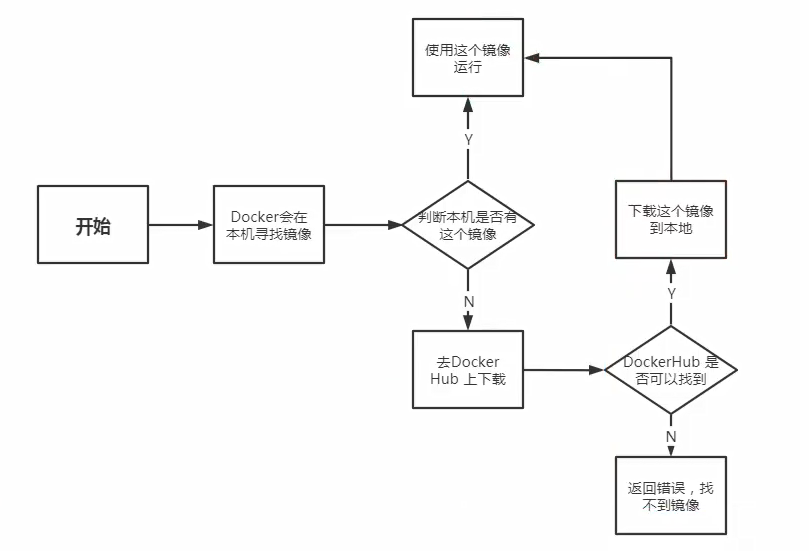 使用这个镜像
运行
Y
开始
Docker会在
本机寻找镜像
判断本机是否有
这个镜像
下载这个镜像
到本地
N
Y
去Docker
Hub 上下载
DockerHub 是
否可以找到
N
返回错误，找
不到镜像